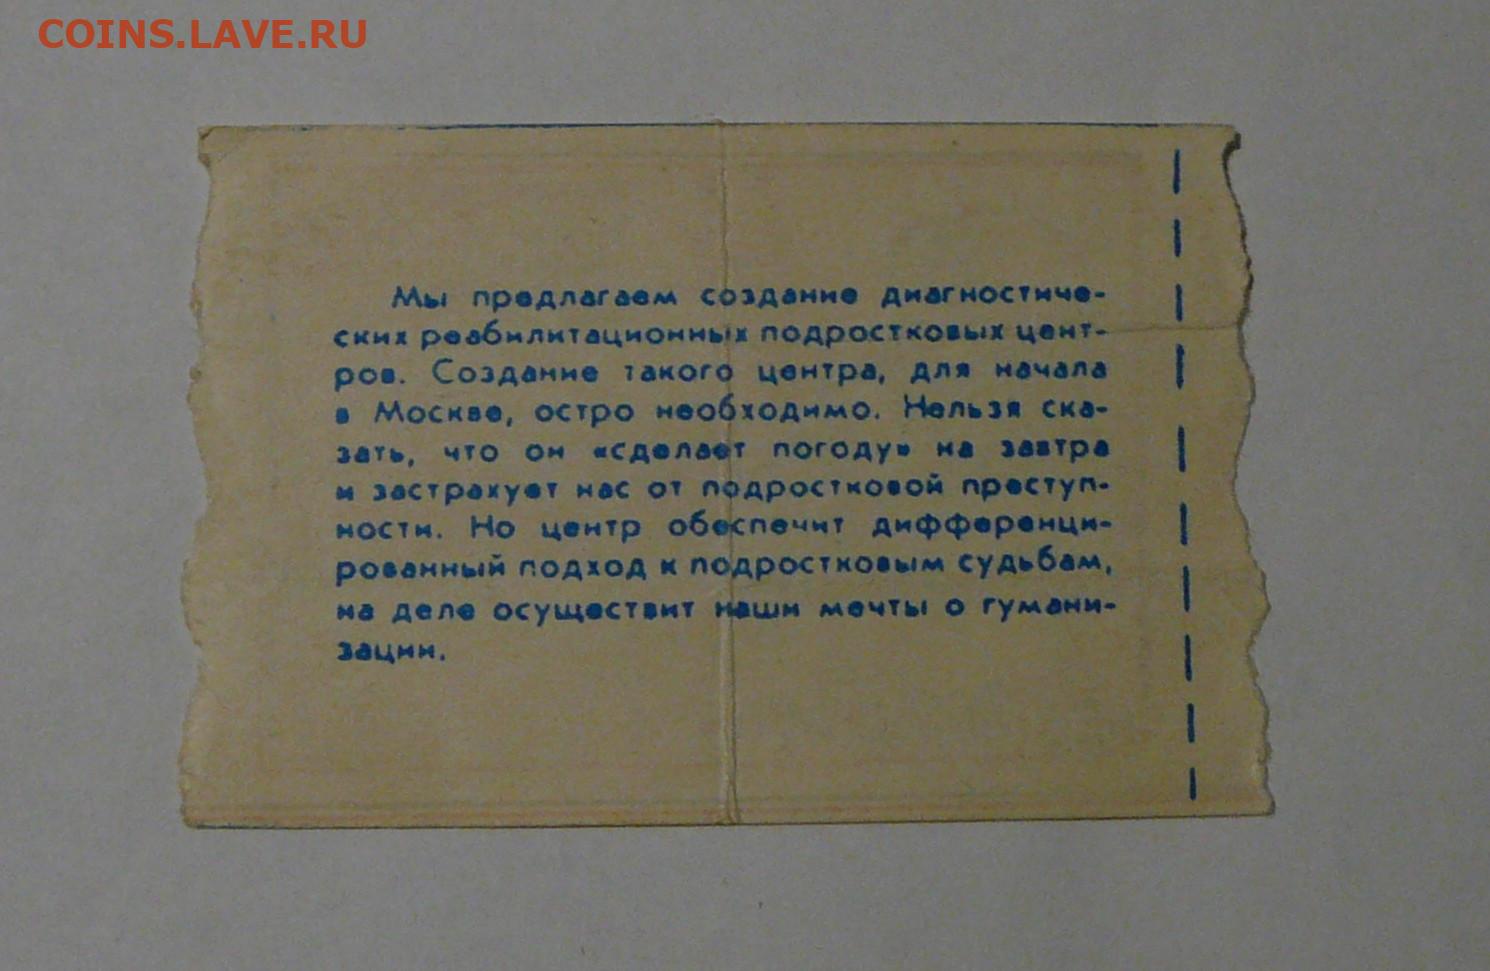 COINS.LAVE.RU
Мы предлагаем создание диагностиче-
ских реабилитационных подростковых цент-
ров. Создание такого центра, для начала
в Москве, остро необходимо. Нельзя ска-
зать, что он «сделает погоду» на завтра
и застрахует нас от подростковой преступ-
ности. Но центр обеспечит дифференци-
рованный подход к подростковым судьбам,
на деле осуществит наши мечты о гумани-
зации.